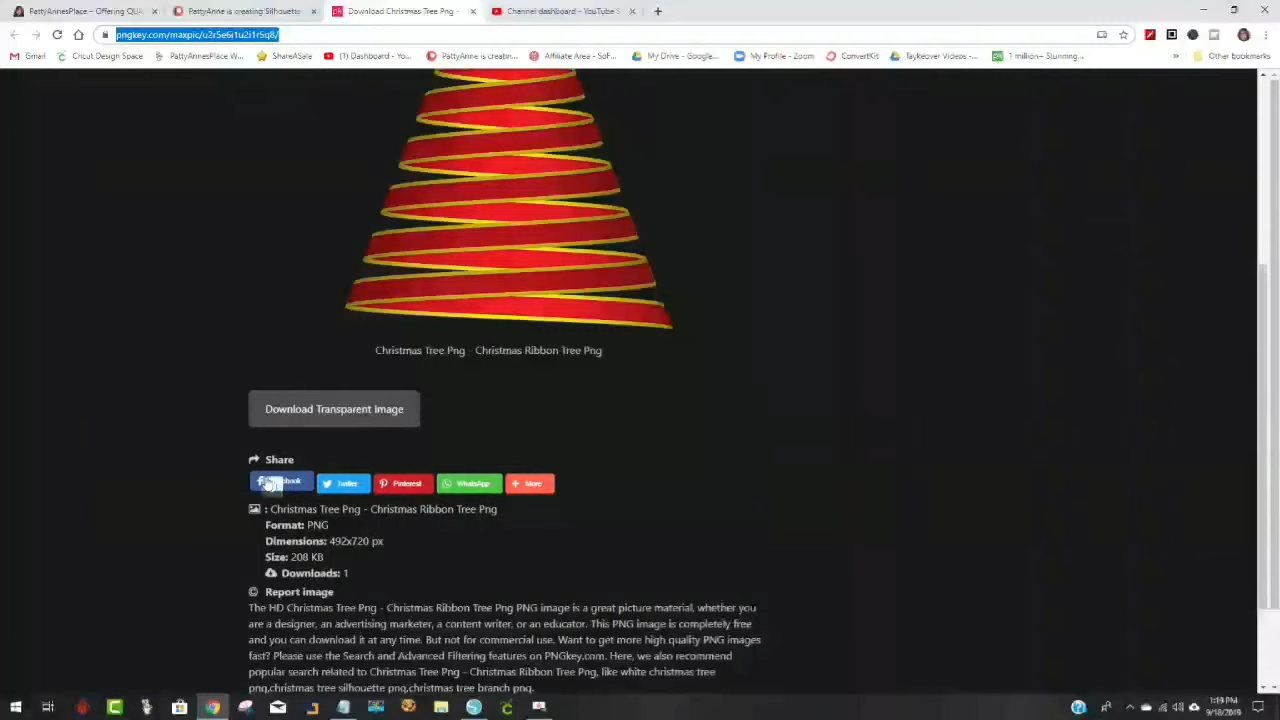 PattyAnnesPlace – Offering QUA
PattyAnne is creating Silhouette
Download Christmas Tree Png -
Channel dashboard - YouTube S
pngkey.com/maxpic/u2r5e6i1u2i1r5q8/
Gmail
Cricut Design Space
PattyAnnesPlace W...
ShareASale
(1) Dashboard - You...
PattyAnne is creatin...
Affiliate Area - SoF...
My Drive - Google...
My Profile - Zoom
ConvertKit
Taykeover Videos -...
1 million+ Stunning...
»
Other bookmarks
Christmas Tree Png - Christmas Ribbon Tree Png
Download Transparent Image
Share
Twitter
Pinterest
WhatsApp
More
: Christmas Tree Png - Christmas Ribbon Tree Png
Format: PNG
Dimensions: 492x720 px
Size: 208 KB
Downloads: 1
Report image
The HD Christmas Tree Png - Christmas Ribbon Tree Png PNG image is a great picture material, whether you
are a designer, an advertising marketer, a content writer, or an educator. This PNG image is completely free
and you can download it at any time. But not for commercial use. Want to get more high quality PNG images
fast? Please use the Search and Advanced Filtering features on PNGkey.com. Here, we also recommend
popular search related to Christmas Tree Png - Christmas Ribbon Tree Png, like white christmas tree
png,christmas tree silhouette png,christmas tree branch png.
1:19 PM
9/18/2019